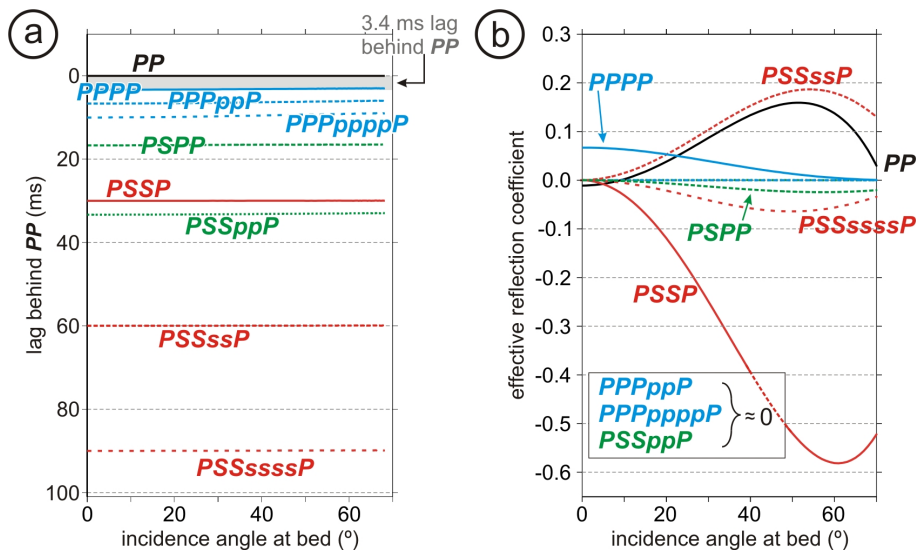 a
3.4 ms lag
behind PP
PP
PPPP
PPPppP
PPPppppP
PSPP
PSSP
PSSppP
PSSssP
PSSssssP
0
20
40
60
80
100
lag behind PP (ms)
0 20 40 60
incidence angle at bed (º)
b
0.3
0.2
0.1
0.0
-0.1
-0.2
-0.3
-0.4
-0.5
-0.6
effective reflection coefficient
PSSssP
PPPP
PP
PSPP
PSSssssP
PSSP
PPPppP
PPPppppP
PSSppP
≈ 0
0 20 40 60
incidence angle at bed (º)